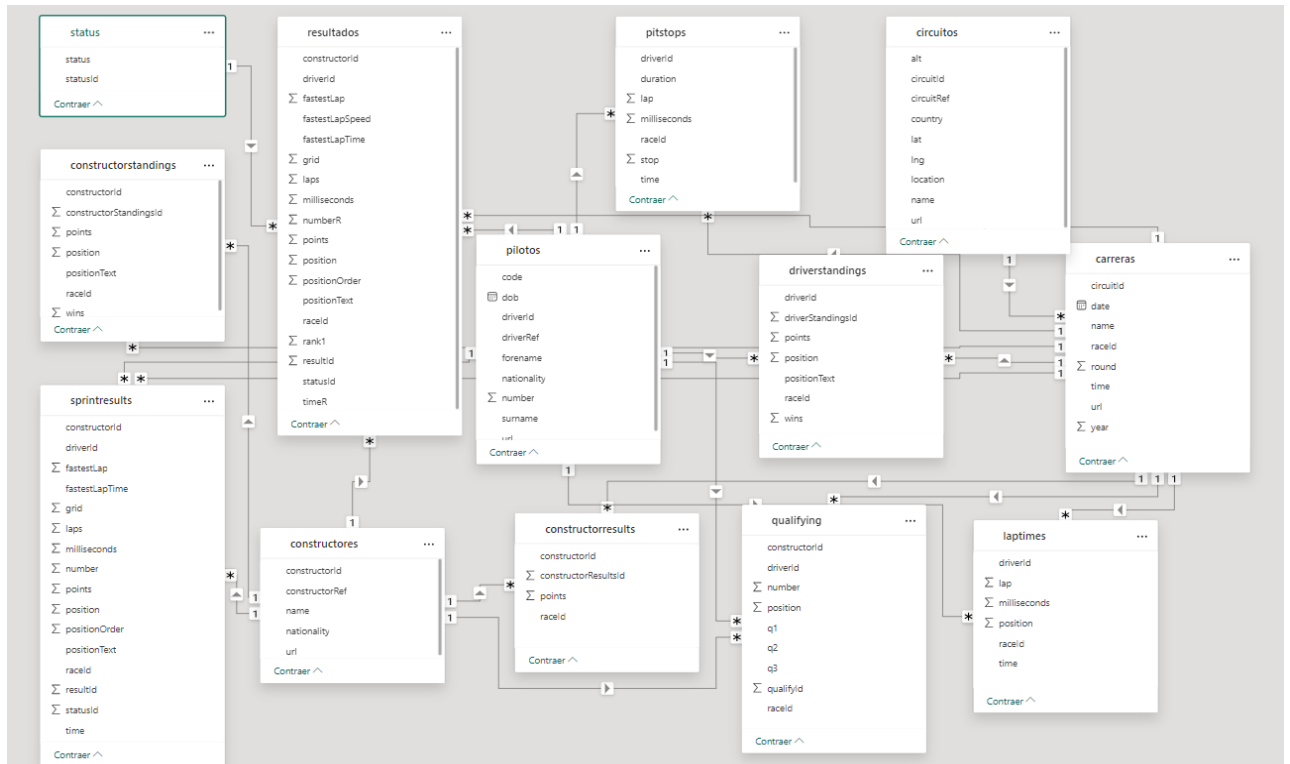 status
status
statusId
Contraer
resultados
constructorId
driverId
fastestLap
fastestLapSpeed
fastestLapTime
grid
laps
milliseconds
numberR
points
position
positionOrder
positionText
raceId
rank1
resultId
statusId
timeR
Contraer
pitstops
driverId
duration
lap
milliseconds
raceId
stop
time
Contraer
circuitos
alt
circuitId
circuitRef
country
lat
lng
location
name
url
Contraer
constructorstandings
constructorId
constructorStandingsId
points
position
positionText
raceId
wins
Contraer
pilotos
code
dob
driverId
driverRef
forename
nationality
number
surname
url
Contraer
driverstandings
driverId
driverStandingsId
points
position
positionText
raceId
wins
Contraer
carreras
circuitId
date
name
raceId
round
time
url
year
Contraer
sprintresults
constructorId
driverId
fastestLap
fastestLapTime
grid
laps
milliseconds
number
points
position
positionOrder
positionText
raceId
resultId
statusId
time
Contraer
constructores
constructorId
constructorRef
name
nationality
url
Contraer
constructorresults
constructorId
constructorResultsId
points
raceId
Contraer
qualifying
constructorId
driverId
number
position
q1
q2
q3
qualifyId
raceId
Contraer
laptimes
driverId
lap
milliseconds
position
raceId
time
Contraer